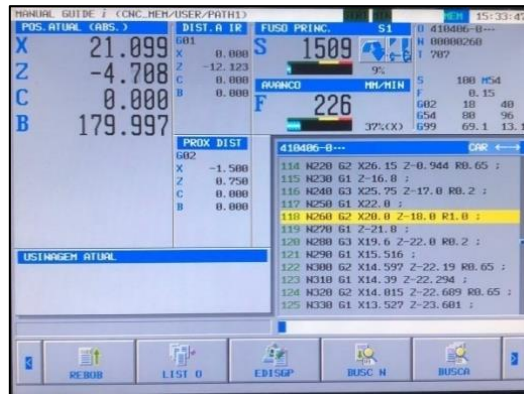 MANUAL GUIDE i (CNC_MEM/USER/PATH1)
MEM 15:33:47
POS.ATUAL (ABS.)
X 21.099
Z -4.708
C 0.000
B 179.997
DIST.A IR
G01
X 0.000
Z -12.123
C 0.000
B 0.000
FUSO PRINC. S1
S 1509
9%
AVANCO MM/MIN
F 226
37%(X)
O 410406-0---
N 00000260
T 707
S 100 M54
F 0.15
G02 18 40
G54 80 96
G99 69.1 13.1
PROX DIST
G02
X -1.500
Z 0.750
C 0.000
B 0.000
410406-0--- CAR ←→
114 N220 G2 X26.15 Z-0.944 R0.65 ;
115 N230 G1 Z-16.8 ;
116 N240 G3 X25.75 Z-17.0 R0.2 ;
117 N250 G1 X22.0 ;
118 N260 G2 X20.0 Z-18.0 R1.0 ;
119 N270 G1 Z-21.8 ;
120 N280 G3 X19.6 Z-22.0 R0.2 ;
121 N290 G1 X15.516 ;
122 N300 G2 X14.597 Z-22.19 R0.65 ;
123 N310 G1 X14.39 Z-22.294 ;
124 N320 G2 X14.015 Z-22.609 R0.65 ;
125 N330 G1 X13.527 Z-23.601 ;
USINAGEM ATUAL
REBOB
LIST O
EDISGP
BUSC N
BUSCA